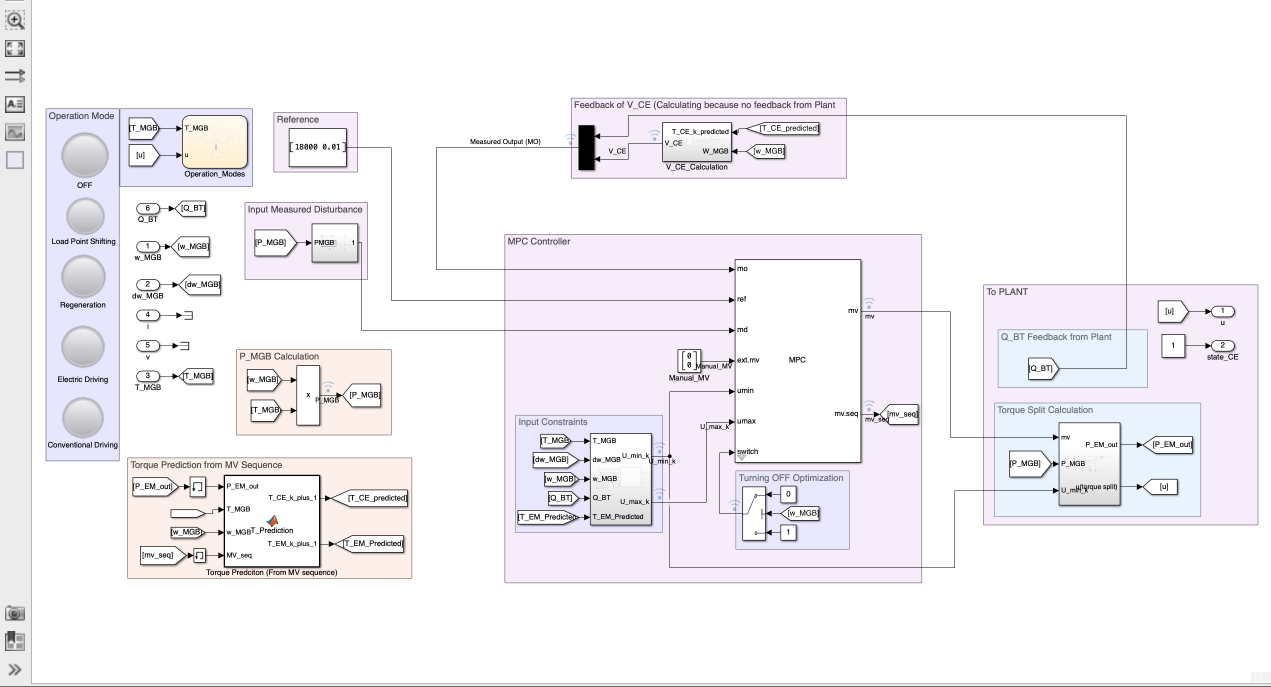 Operation Mode
OFF
Load Point Shifting
Regeneration
Electric Driving
Conventional Driving
[T_MGB]
[u]
T_MGB
u
Operation_Modes
Reference
[18000 0.01]
6
Q_BT
[Q_BT]
1
w_MGB
[w_MGB]
2
dw_MGB
[dw_MGB]
4
i
5
v
3
T_MGB
[T_MGB]
Input Measured Disturbance
[P_MGB]
PMGB
1
P_MGB Calculation
[w_MGB]
[T_MGB]
x
P_MGB
[P_MGB]
Torque Prediction from MV Sequence
[P_EM_out]
[w_MGB]
[mv_seq]
P_EM_out
T_MGB
w_MGB
MV_seq
T_Prediction
T_CE_k_plus_1
T_EM_k_plus_1
[T_CE_predicted]
[T_EM_Predicted]
Torque Predciton (From MV sequence)
Feedback of V_CE (Calculating because no feedback from Plant
Measured Output (MO)
V_CE
T_CE_k_predicted
V_CE
W_MGB
V_CE_Calculation
[T_CE_predicted]
[w_MGB]
MPC Controller
mo
ref
md
ext.mv
umin
umax
switch
MPC
mv
mv.seq
mv
mv_seq
[mv_seq]
0
0
Manual_MV
Manual_MV
Input Constraints
[T_MGB]
[dw_MGB]
[w_MGB]
[Q_BT]
[T_EM_Predicted]
T_MGB
dw_MGB
w_MGB
Q_BT
T_EM_Predicted
U_min_k
U_max_k
U_min_k
U_max_k
Turning OFF Optimization
0
[w_MGB]
1
To PLANT
[u]
1
u
1
2
state_CE
Q_BT Feedback from Plant
[Q_BT]
Torque Split Calculation
[P_MGB]
mv
P_MGB
U_min_k
P_EM_out
u(torque split)
[P_EM_out]
[u]